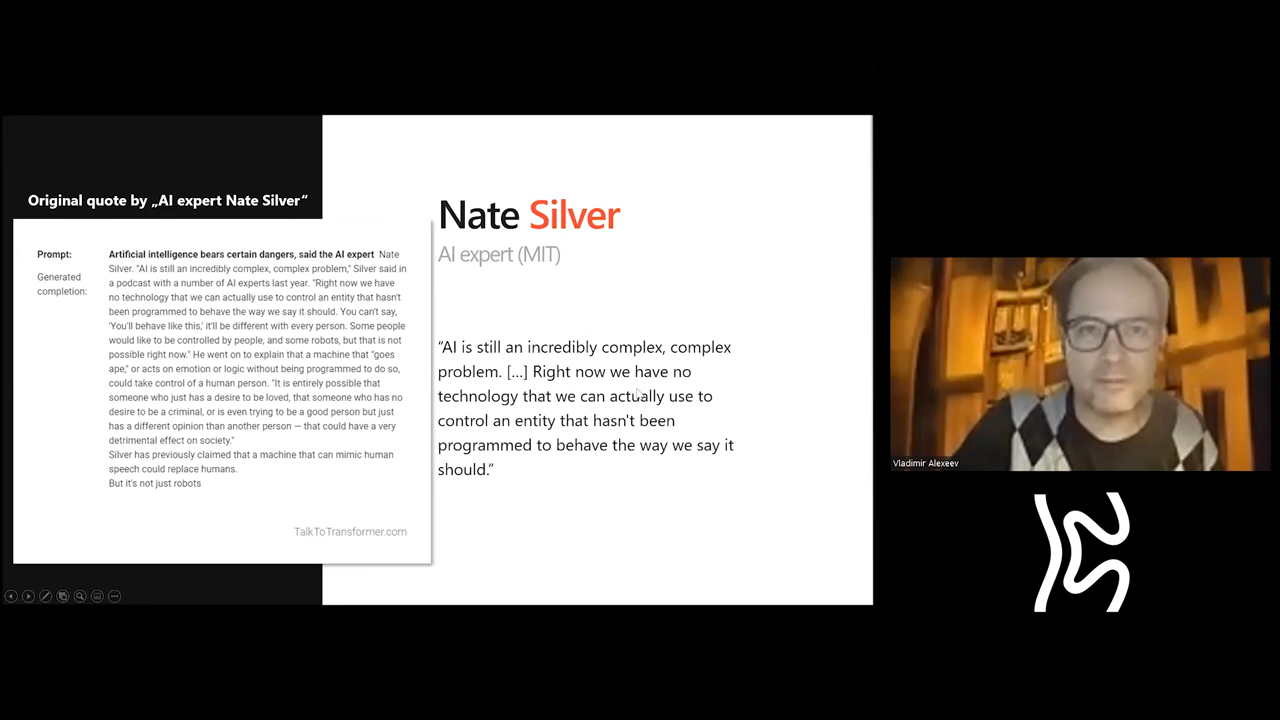 Original quote by „AI expert Nate Silver“
Prompt:
Generated
completion:
Artificial intelligence bears certain dangers, said the AI expert Nate
Silver. "AI is still an incredibly complex, complex problem," Silver said in
a podcast with a number of AI experts last year. "Right now we have
no technology that we can actually use to control an entity that hasn't
been programmed to behave the way we say it should. You can't say,
'You'll behave like this,' it'll be different with every person. Some people
would like to be controlled by people, and some robots, but that is not
possible right now." He went on to explain that a machine that "goes
ape," or acts on emotion or logic without being programmed to do so,
could take control of a human person. "It is entirely possible that
someone who just has a desire to be loved, that someone who has no
desire to be a criminal, or is even trying to be a good person but just
has a different opinion than another person — that could have a very
detrimental effect on society."
Silver has previously claimed that a machine that can mimic human
speech could replace humans.
But it's not just robots
TalkToTransformer.com
Nate Silver
AI expert (MIT)
“AI is still an incredibly complex, complex
problem. [...] Right now we have no
technology that we can actually use to
control an entity that hasn't been
programmed to behave the way we say it
should.”
Vladimir Alexeev